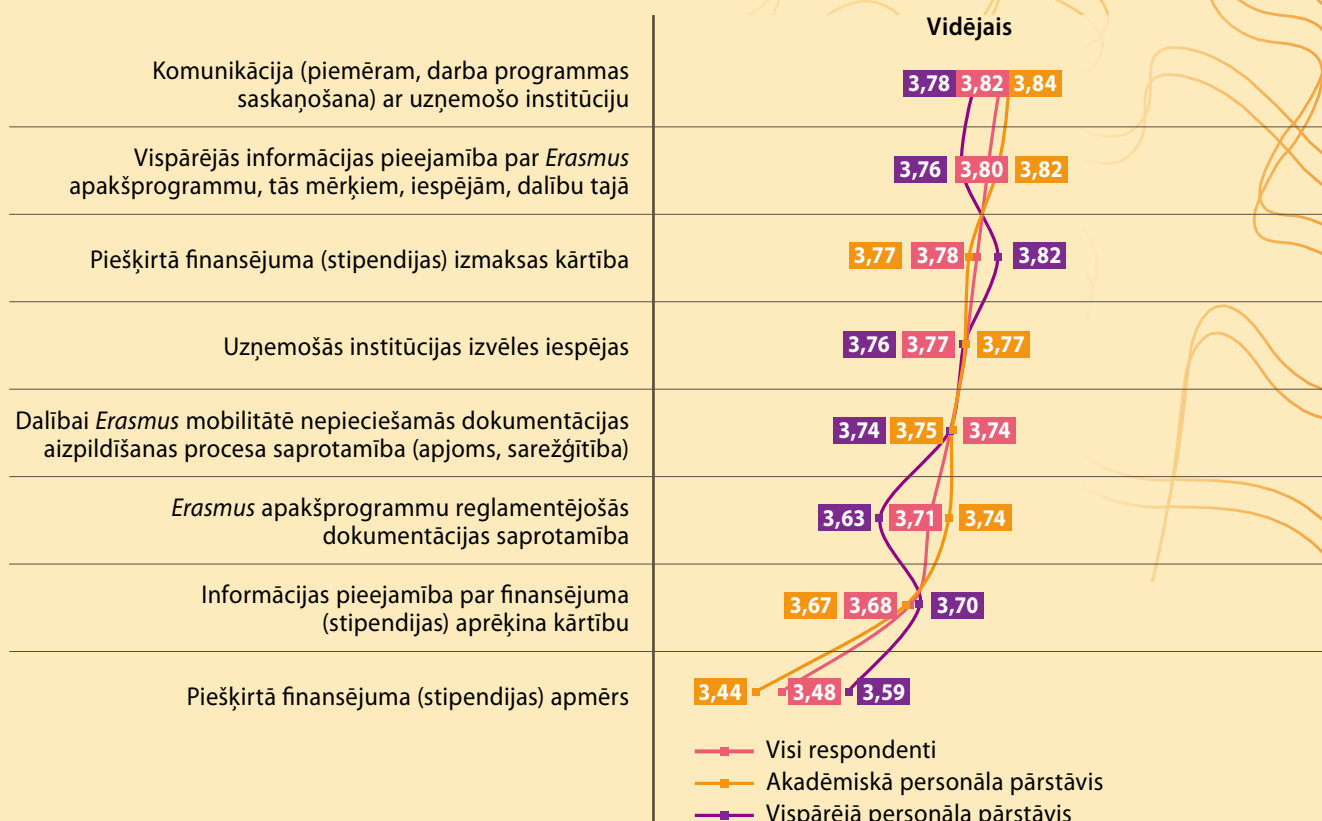 Vidējais
Komunikācija (piemēram, darba programmas
saskaņošana) ar uzņemošo institūciju
3,78 3,82 3,84
Vispārējās informācijas pieejamība par Erasmus
apakšprogrammu, tās mērķiem, iespējām, dalību tajā
3,76 3,80 3,82
Piešķirtā finansējuma (stipendijas) izmaksas kārtība
3,77 3,78 3,82
Uzņemošās institūcijas izvēles iespējas
3,76 3,77 3,77
Dalībai Erasmus mobilitātē nepieciešamās dokumentācijas
aizpildīšanas procesa saprotamība (apjoms, sarežģītība)
3,74 3,75 3,74
Erasmus apakšprogrammu reglamentējošās
dokumentācijas saprotamība
3,63 3,71 3,74
Informācijas pieejamība par finansējuma
(stipendijas) aprēķina kārtību
3,67 3,68 3,70
Piešķirtā finansējuma (stipendijas) apmērs
3,44 3,48 3,59
Visi respondenti
Akadēmiskā personāla pārstāvis
Vispārējā personāla pārstāvis